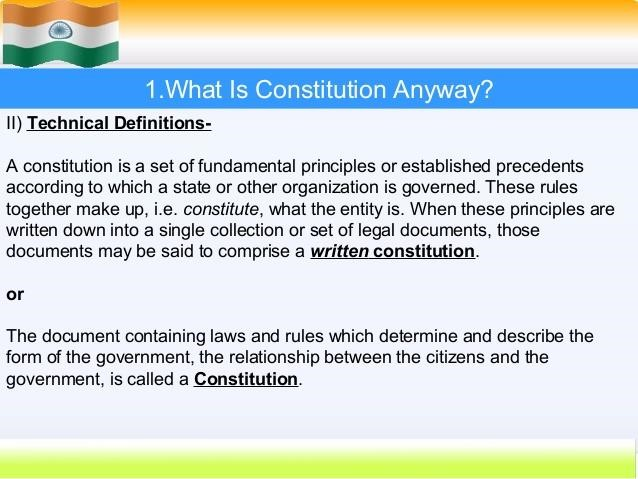 1.What Is Constitution Anyway?
II) Technical Definitions-
A constitution is a set of fundamental principles or established precedents
according to which a state or other organization is governed. These rules
together make up, i.e. constitute, what the entity is. When these principles are
written down into a single collection or set of legal documents, those
documents may be said to comprise a written constitution.
or
The document containing laws and rules which determine and describe the
form of the government, the relationship between the citizens and the
government, is called a Constitution.